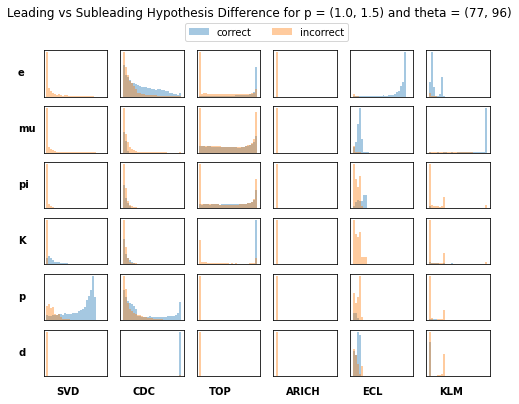 Leading vs Subleading Hypothesis Difference for p = (1.0, 1.5) and theta = (77, 96)
correct incorrect
e
mu
pi
K
p
d
SVD CDC TOP ARICH ECL KLM